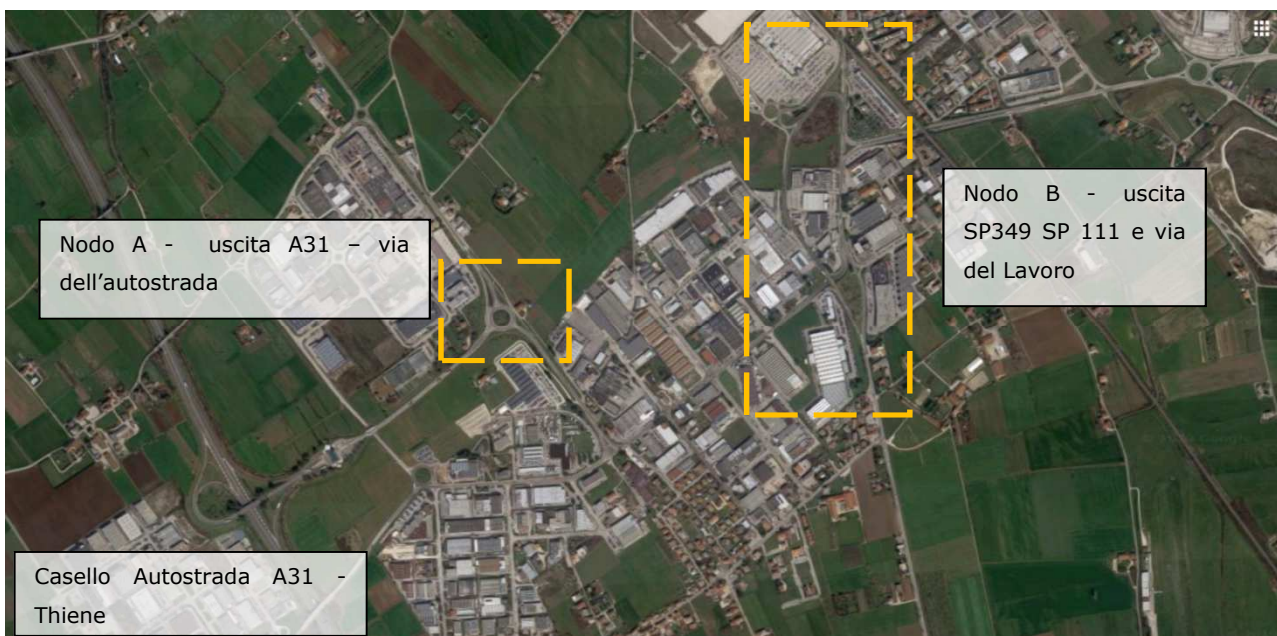 Nodo A - uscita A31 – via
dell’autostrada
Nodo B - uscita
SP349 SP 111 e via
del Lavoro
Casello Autostrada A31 -
Thiene